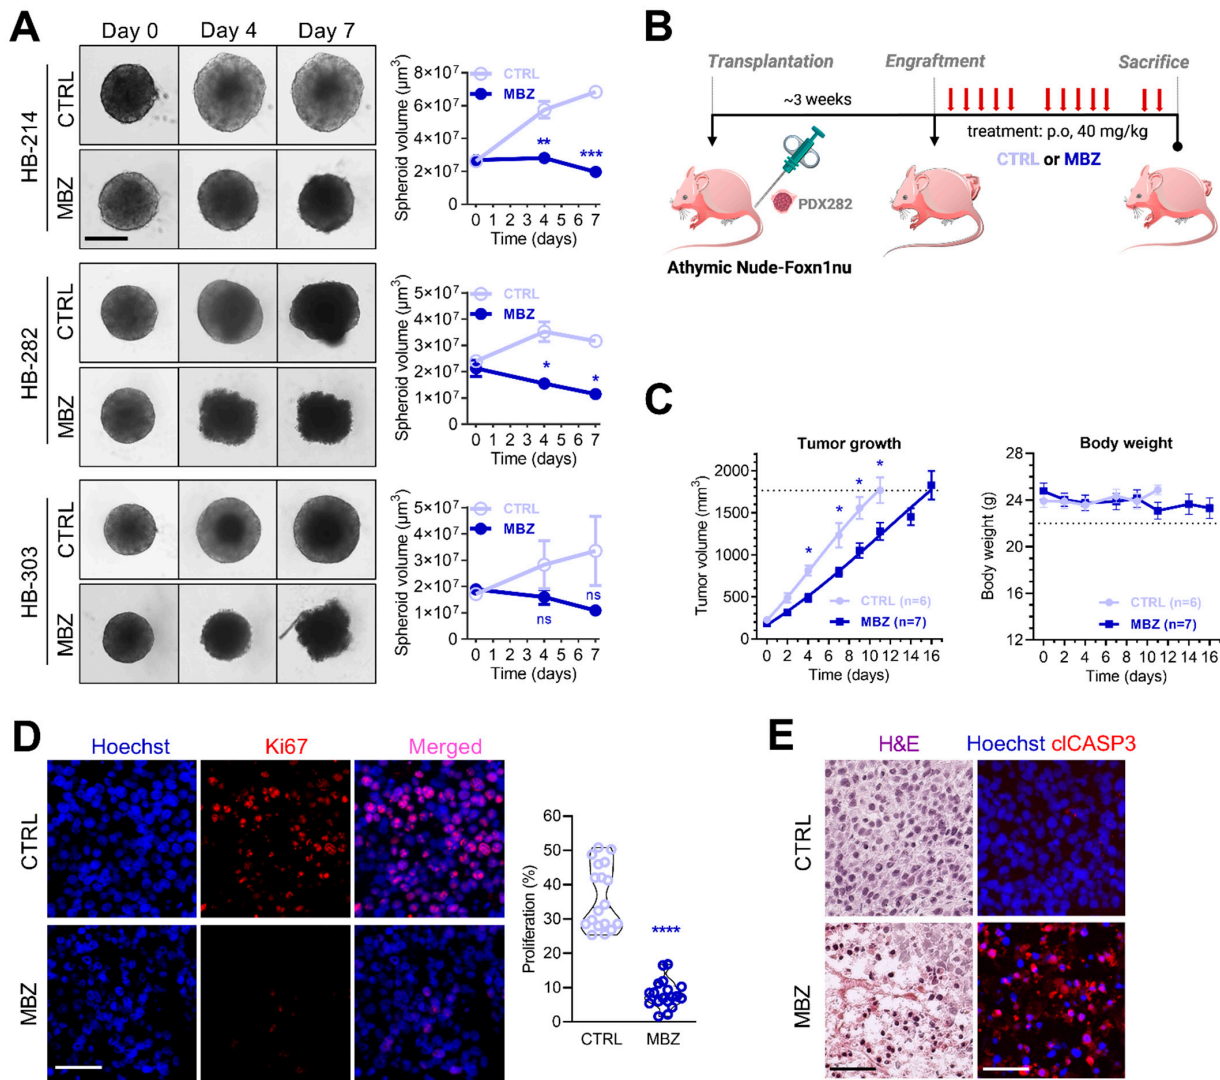 A
Day 0
Day 4
Day 7
HB-214
CTRL
MBZ
Spheroid volume (µm³)
8×10⁷
6×10⁷
4×10⁷
2×10⁷
0
CTRL
MBZ
**
***
0 1 2 3 4 5 6 7
Time (days)
HB-282
CTRL
MBZ
Spheroid volume (µm³)
5×10⁷
4×10⁷
3×10⁷
2×10⁷
1×10⁷
0
CTRL
MBZ
*
*
0 1 2 3 4 5 6 7
Time (days)
HB-303
CTRL
MBZ
Spheroid volume (µm³)
5×10⁷
4×10⁷
3×10⁷
2×10⁷
1×10⁷
0
CTRL
MBZ
ns
ns
0 1 2 3 4 5 6 7
Time (days)
B
Transplantation
Engraftment
Sacrifice
~3 weeks
treatment: p.o, 40 mg/kg
CTRL or MBZ
PDX282
Athymic Nude-Foxn1nu
C
Tumor growth
Tumor volume (mm³)
2000
1500
1000
500
0
* * * *
CTRL (n=6)
MBZ (n=7)
0 2 4 6 8 10 12 14 16
Time (days)
Body weight
Body weight (g)
28
24
20
16
12
CTRL (n=6)
MBZ (n=7)
0 2 4 6 8 10 12 14 16
Time (days)
D
Hoechst
Ki67
Merged
CTRL
MBZ
Proliferation (%)
60
50
40
30
20
10
0
****
CTRL
MBZ
E
H&E
Hoechst clCASP3
CTRL
MBZ